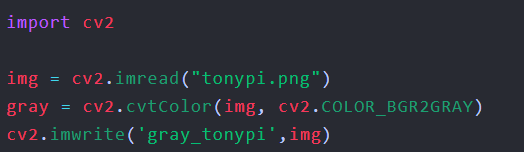 import cv2
img = cv2.imread("tonypi.png")
gray = cv2.cvtColor(img, cv2.COLOR_BGR2GRAY)
cv2.imwrite('gray_tonypi',img)